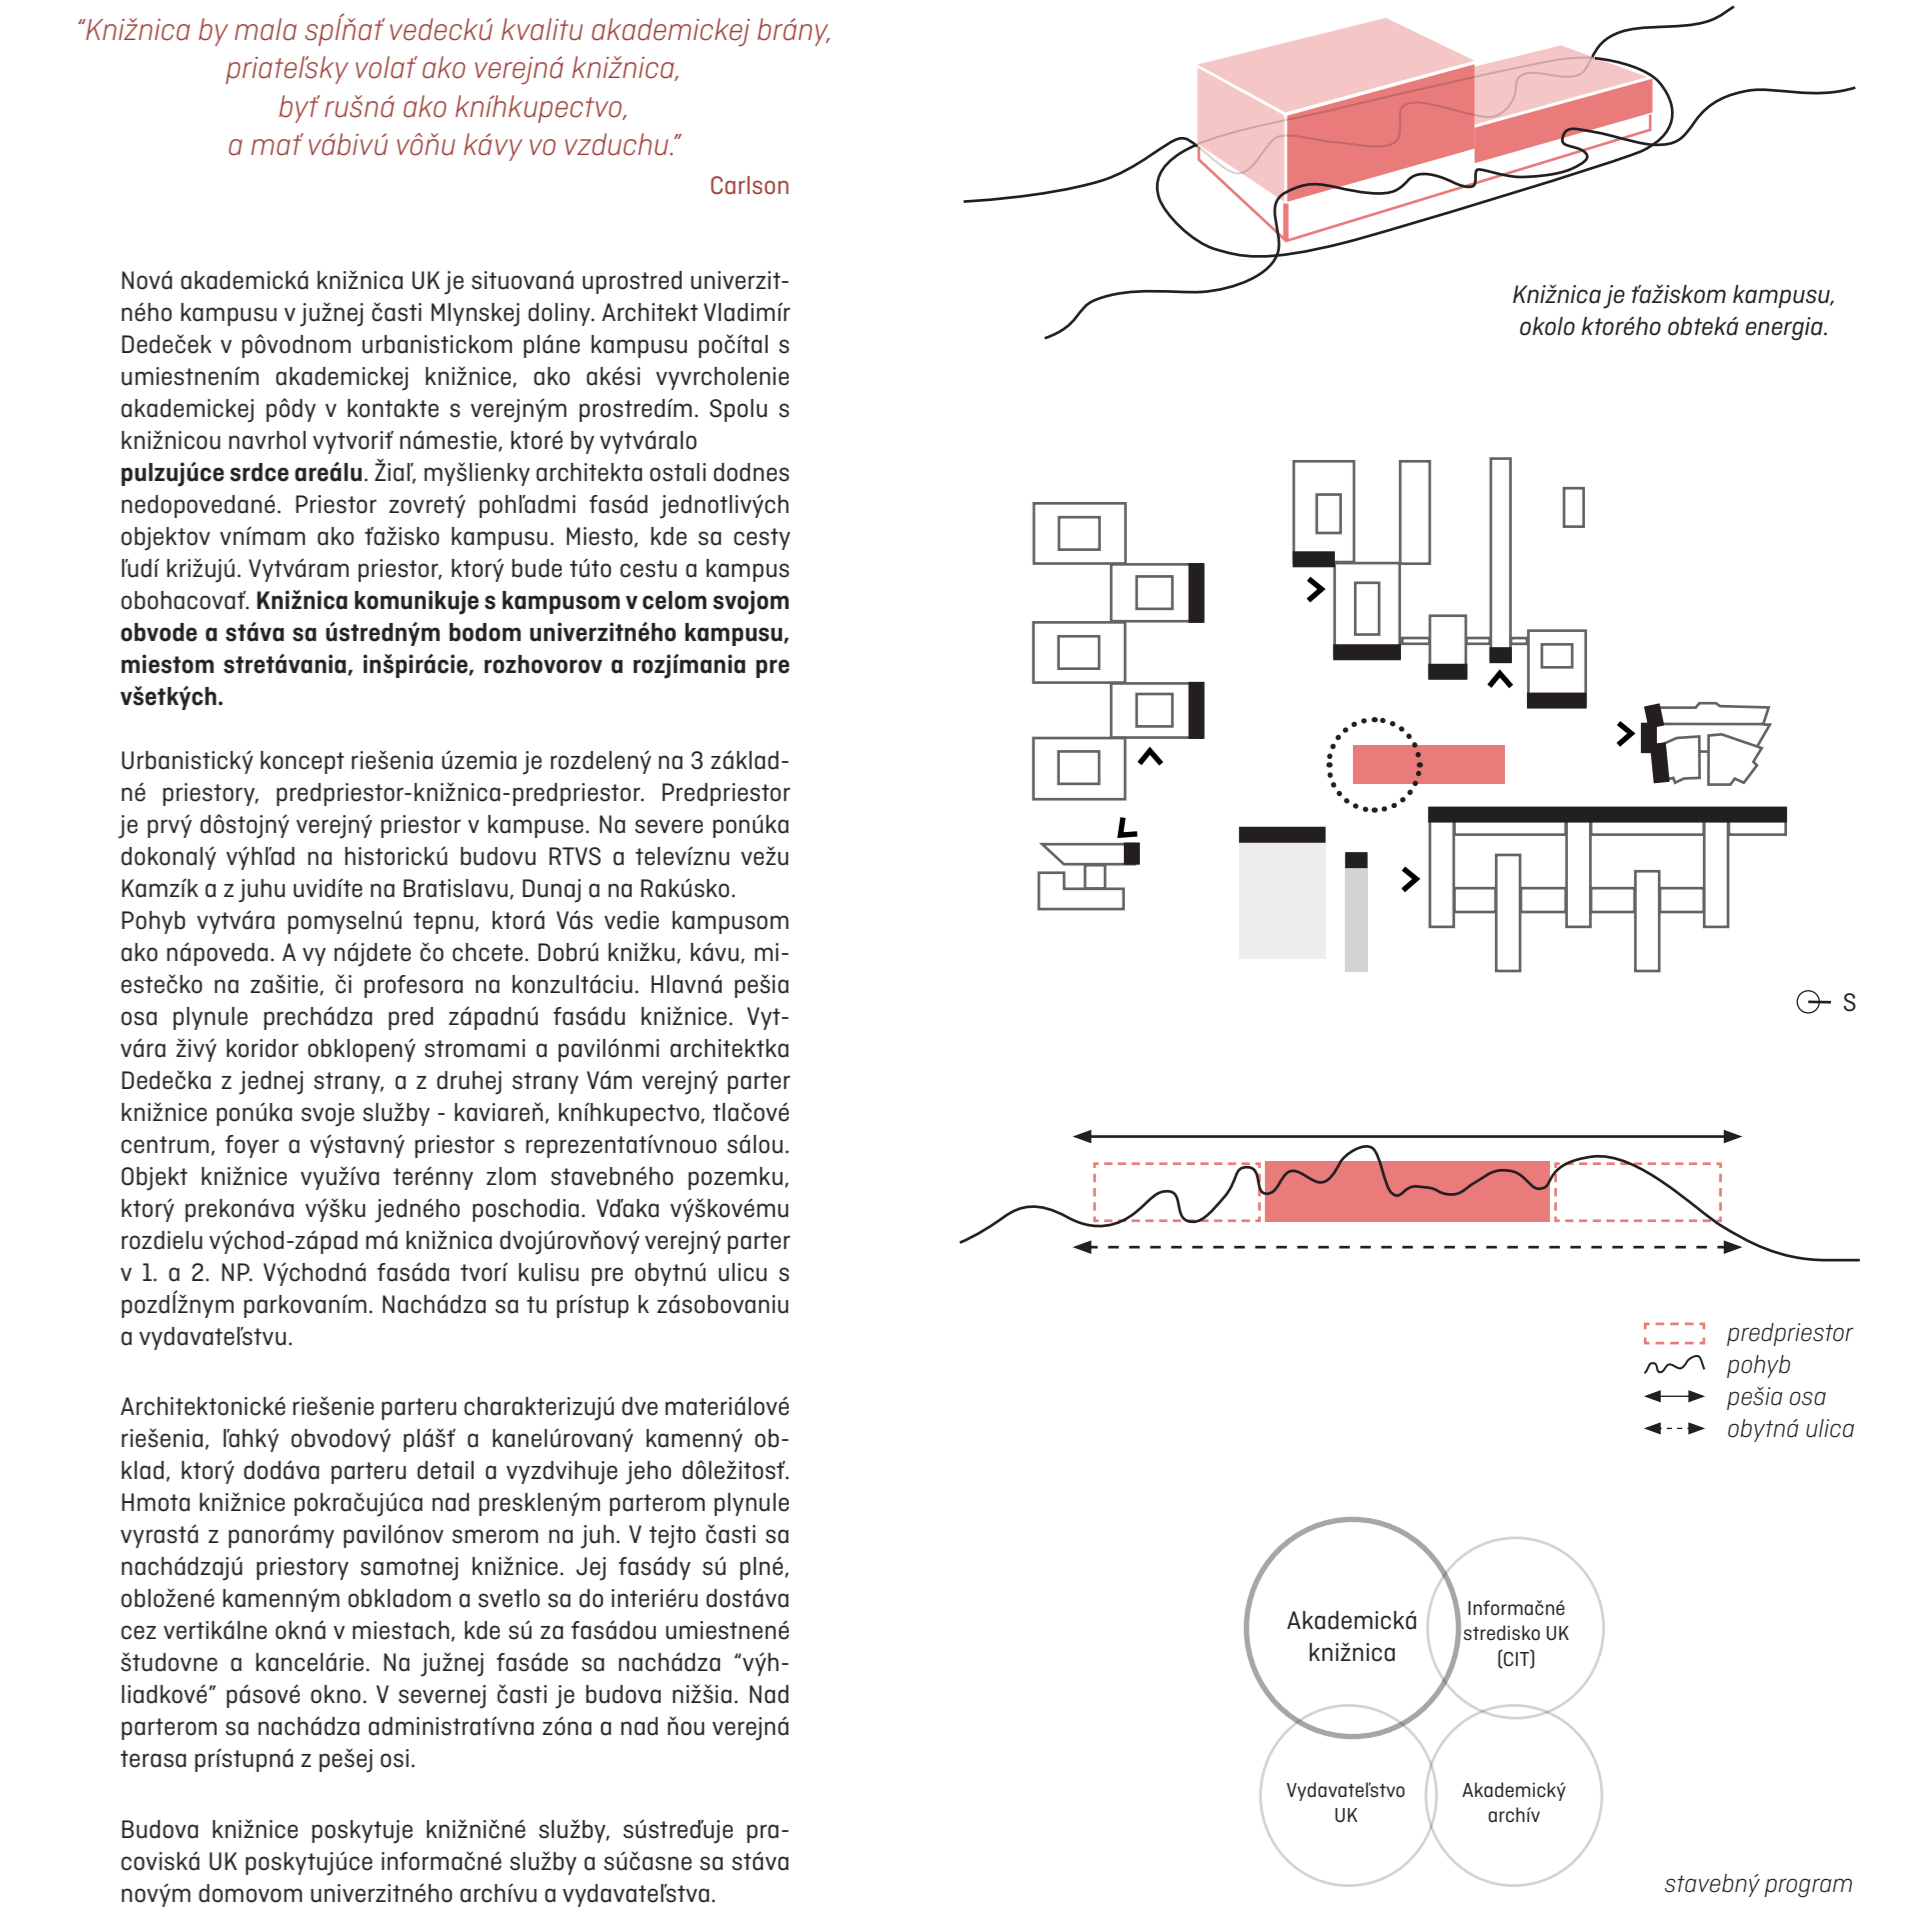 “Knižnica by mala spĺňať vedeckú kvalitu akademickej brány,
priateľsky volať ako verejná knižnica,
byť rušná ako kníhkupectvo,
a mať vábivú vôňu kávy vo vzduchu.”
Carlson
Nová akademická knižnica UK je situovaná uprostred univerzit-
ného kampusu v južnej časti Mlynskej doliny. Architekt Vladimír
Dedeček v pôvodnom urbanistickom pláne kampusu počítal s
umiestnením akademickej knižnice, ako akési vyvrcholenie
akademickej pôdy v kontakte s verejným prostredím. Spolu s
knižnicou navrhol vytvoriť námestie, ktoré by vytváralo
pulzujúce srdce areálu. Žiaľ, myšlienky architekta ostali dodnes
nedopovedané. Priestor zovretý pohľadmi fasád jednotlivých
objektov vnímam ako ťažisko kampusu. Miesto, kde sa cesty
ľudí križujú. Vytváram priestor, ktorý bude túto cestu a kampus
obohacovať. Knižnica komunikuje s kampusom v celom svojom
obvode a stáva sa ústredným bodom univerzitného kampusu,
miestom stretávania, inšpirácie, rozhovorov a rozjímania pre
všetkých.
Urbanistický koncept riešenia územia je rozdelený na 3 základ-
né priestory, predpriestor-knižnica-predpriestor. Predpriestor
je prvý dôstojný verejný priestor v kampuse. Na severe ponúka
dokonalý výhľad na historickú budovu RTVS a televíznu vežu
Kamzík a z juhu uvidíte na Bratislavu, Dunaj a na Rakúsko.
Pohyb vytvára pomyselnú tepnu, ktorá Vás vedie kampusom
ako nápoveda. A vy nájdete čo chcete. Dobrú knižku, kávu, mi-
estečko na zašitie, či profesora na konzultáciu. Hlavná pešia
osa plynule prechádza pred západnú fasádu knižnice. Vyt-
vára živý koridor obklopený stromami a pavilónmi architektka
Dedečka z jednej strany, a z druhej strany Vám verejný parter
knižnice ponúka svoje služby - kaviareň, kníhkupectvo, tlačové
centrum, foyer a výstavný priestor s reprezentatívnouo sálou.
Objekt knižnice využíva terénny zlom stavebného pozemku,
ktorý prekonáva výšku jedného poschodia. Vďaka výškovému
rozdielu východ-západ má knižnica dvojúrovňový verejný parter
v 1. a 2. NP. Východná fasáda tvorí kulisu pre obytnú ulicu s
pozdĺžnym parkovaním. Nachádza sa tu prístup k zásobovaniu
a vydavateľstvu.
Architektonické riešenie parteru charakterizujú dve materiálové
riešenia, ľahký obvodový plášť a kanelúrovaný kamenný ob-
klad, ktorý dodáva parteru detail a vyzdvihuje jeho dôležitosť.
Hmota knižnice pokračujúca nad preskleným parterom plynule
vyrastá z panorámy pavilónov smerom na juh. V tejto časti sa
nachádzajú priestory samotnej knižnice. Jej fasády sú plné,
obložené kamenným obkladom a svetlo sa do interiéru dostáva
cez vertikálne okná v miestach, kde sú za fasádou umiestnené
študovne a kancelárie. Na južnej fasáde sa nachádza “výh-
liadkové” pásové okno. V severnej časti je budova nižšia. Nad
parterom sa nachádza administratívna zóna a nad ňou verejná
terasa prístupná z pešej osi.
Budova knižnice poskytuje knižničné služby, sústreďuje pra-
coviská UK poskytujúce informačné služby a súčasne sa stáva
novým domovom univerzitného archívu a vydavateľstva.
Knižnica je ťažiskom kampusu,
okolo ktorého obteká energia.
S
predpriestor
pohyb
pešia osa
obytná ulica
Akademická
knižnica
Informačné
stredisko UK
(CIT)
Vydavateľstvo
UK
Akademický
archív
stavebný program